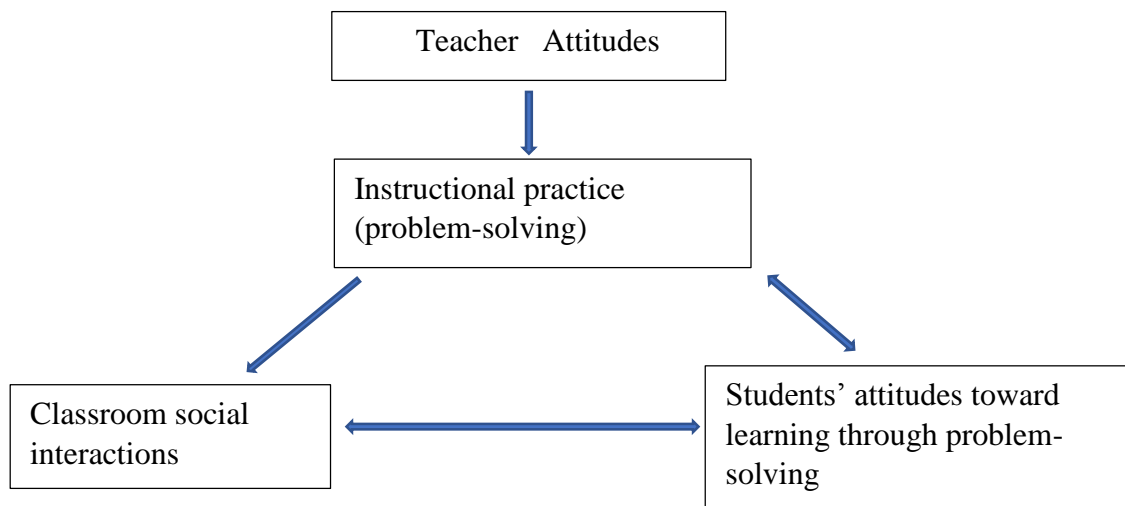 Teacher Attitudes
Instructional practice
(problem-solving)
Classroom social
interactions
Students’ attitudes toward
learning through problem-
solving